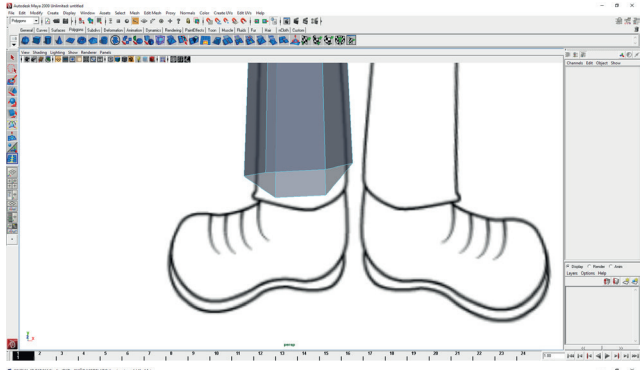 Autodesk Maya 2009 Unlimited: untitled
File Edit Modify Create Display Window Assets Select Mesh Edit Mesh Proxy Normals Color Create UVs Edit UVs Help
Polygons
General Curves Surfaces Polygons Subdivs Deformation Animation Dynamics Rendering PaintEffects Toon Muscle Fluids Fur Hair nCloth Custom
View Shading Lighting Show Renderer Panels
Channels Edit Object Show
persp
Display Render Anim
Layers Options Help
1 2 3 4 5 6 7 8 9 10 11 12 13 14 15 16 17 18 19 20 21 22 23 24
1.00